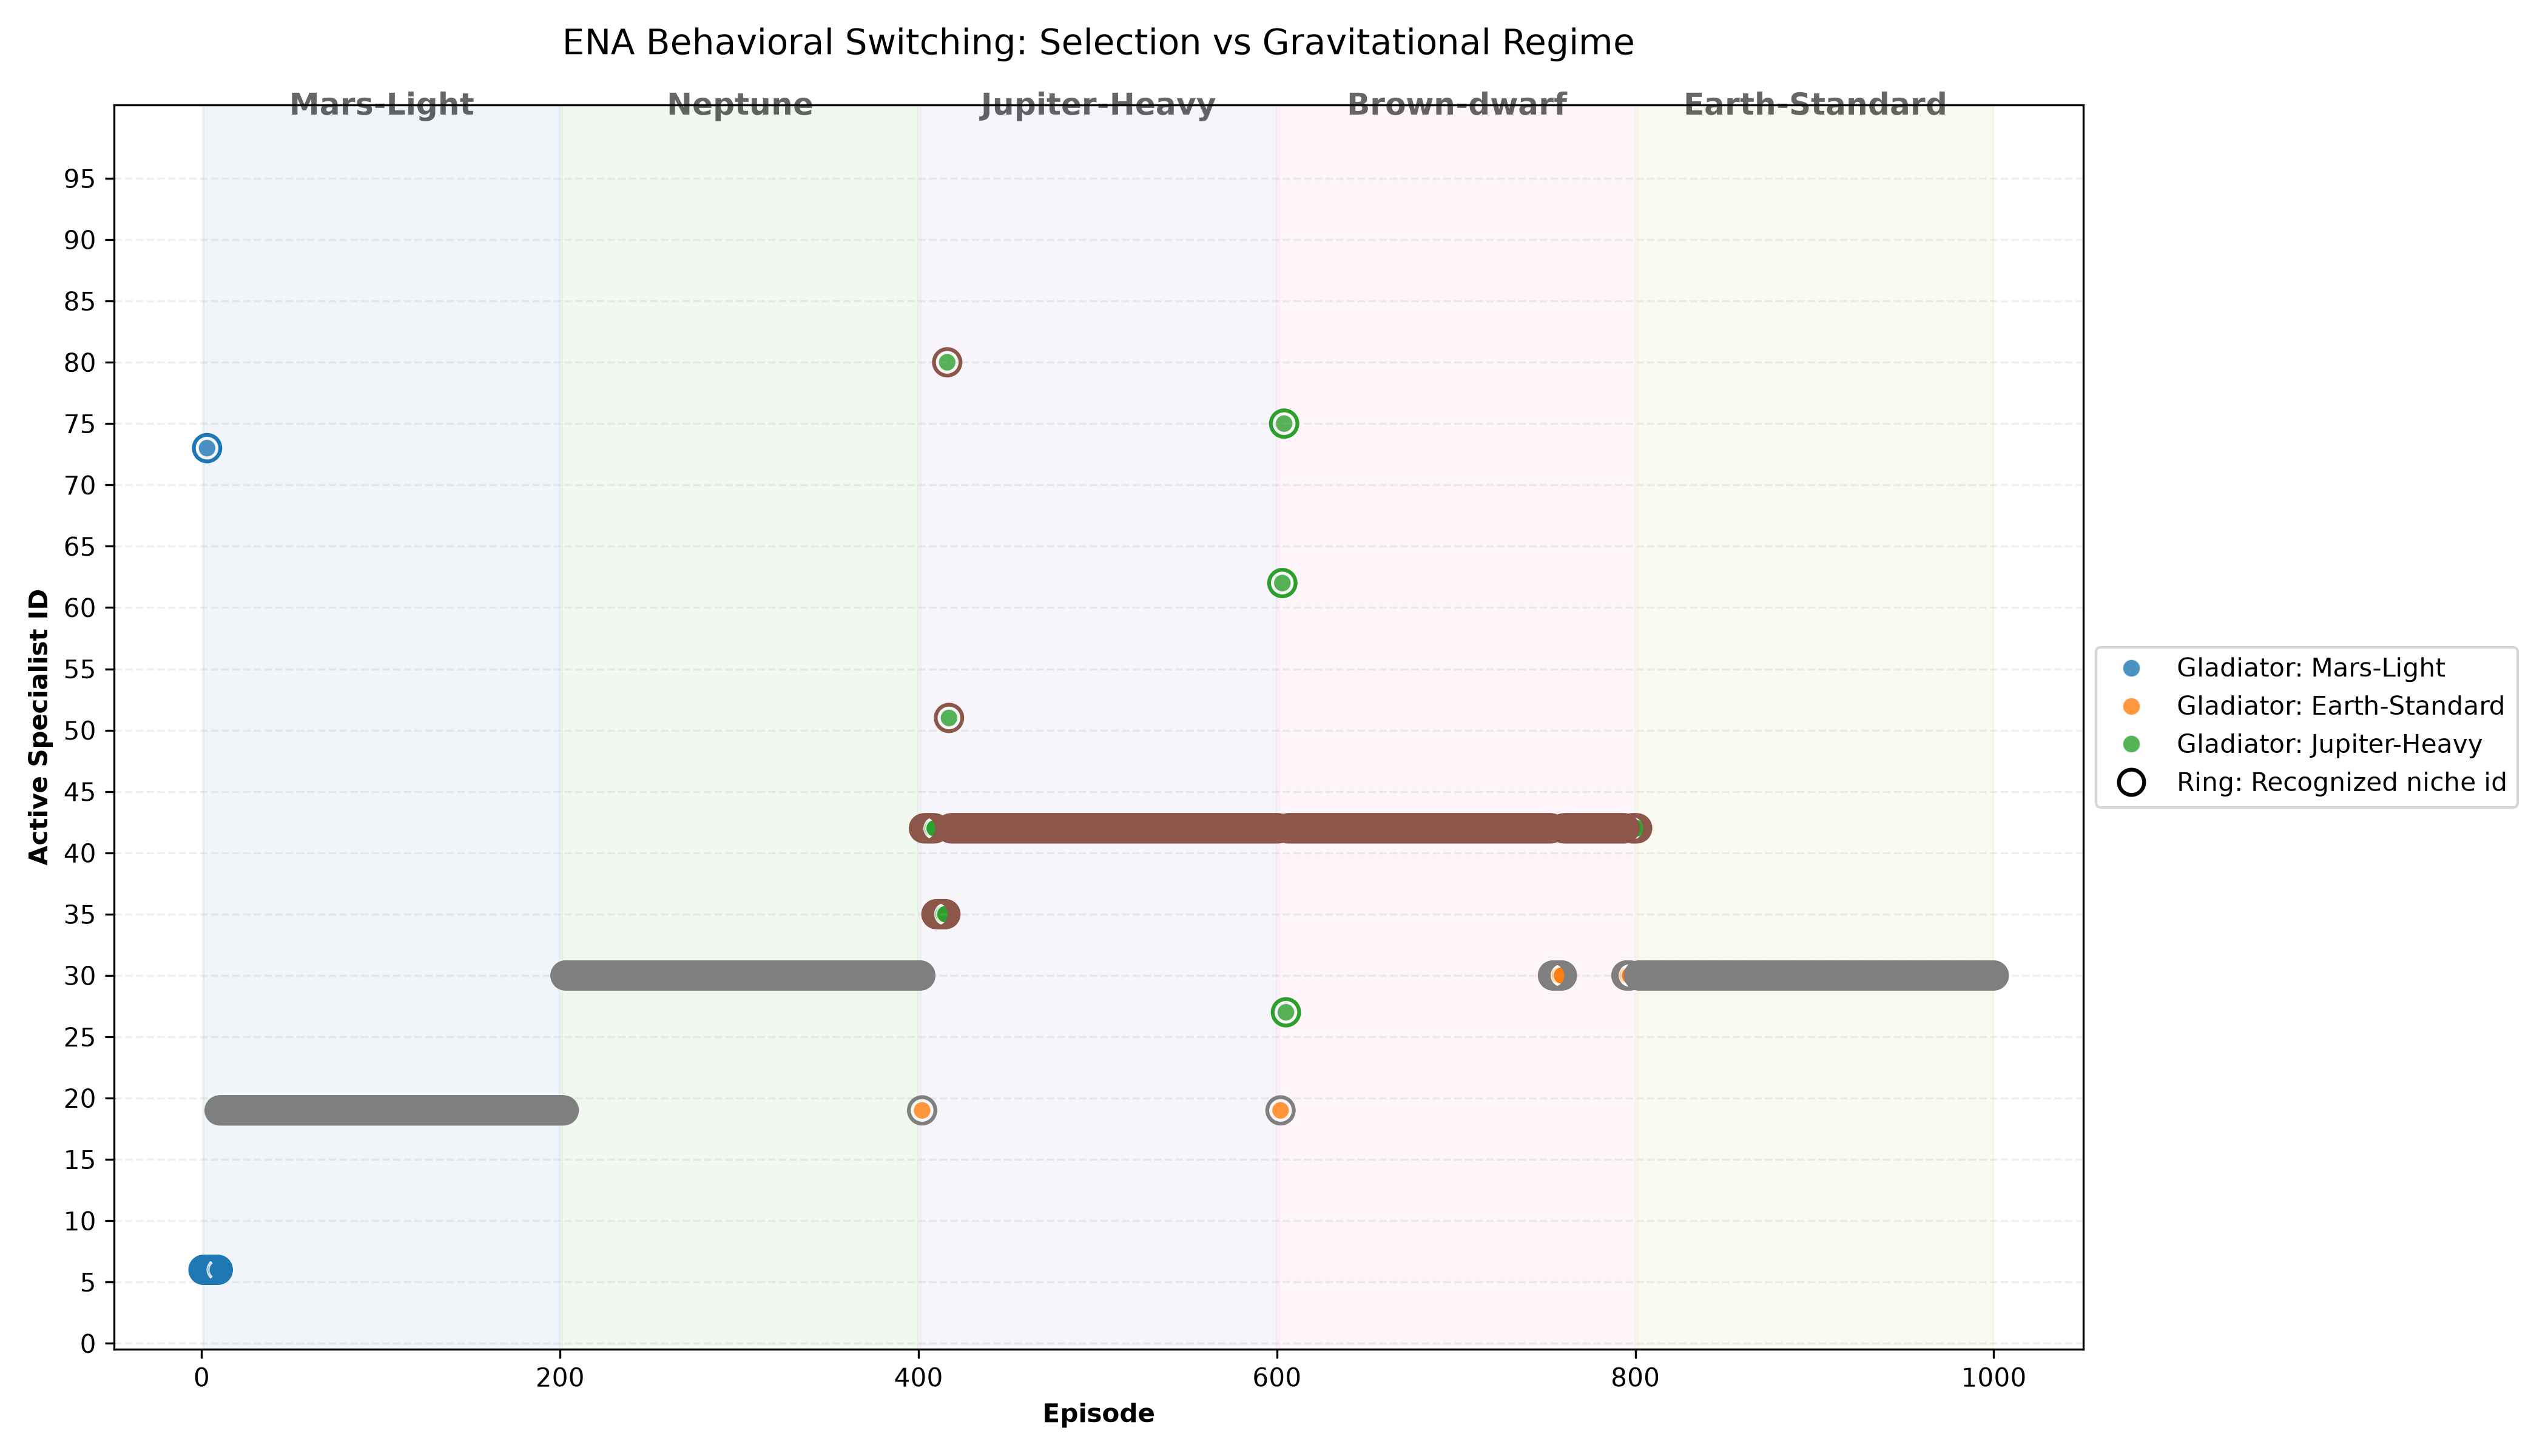 ENA Behavioral Switching: Selection vs Gravitational Regime
Mars-Light
Neptune
Jupiter-Heavy
Brown-dwarf
Earth-Standard
Active Specialist ID
95
90
85
80
75
70
65
60
55
50
45
40
35
30
25
20
15
10
5
0
0
200
400
600
800
1000
Episode
Gladiator: Mars-Light
Gladiator: Earth-Standard
Gladiator: Jupiter-Heavy
Ring: Recognized niche id